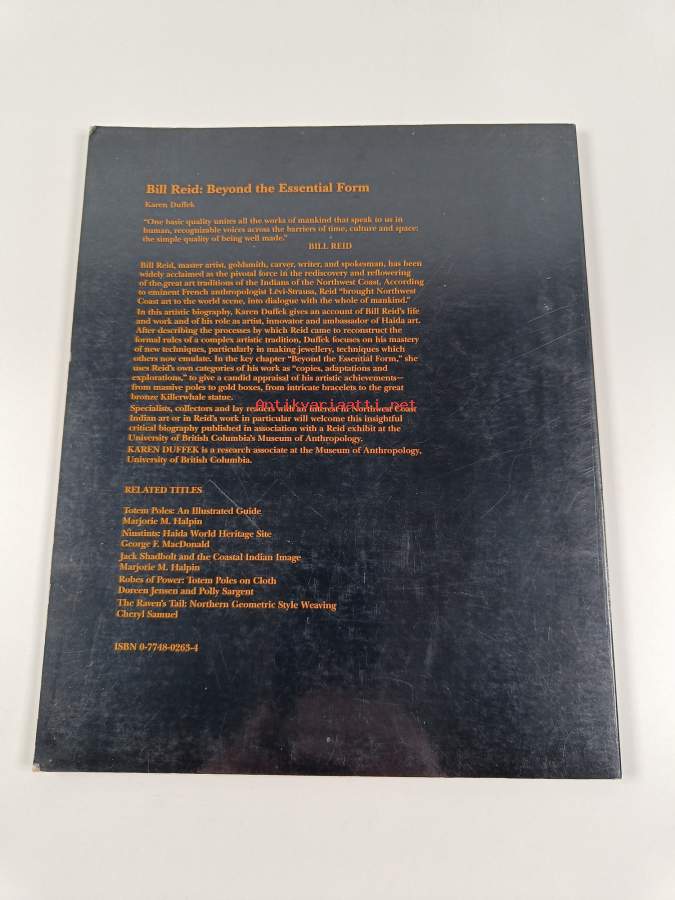 Bill Reid: Beyond the Essential Form
Karen Duffek
“One basic quality unites all the works of mankind that speak to us in
human, recognizable voices across the barriers of time, culture and space:
the simple quality of being well made.”
BILL REID
Bill Reid, master artist, goldsmith, carver, writer, and spokesman, has been
widely acclaimed as the pivotal force in the rediscovery and reflowering
of the great art traditions of the Indians of the Northwest Coast. According
to eminent French anthropologist Lévi-Strauss, Reid “brought Northwest
Coast art to the world scene, into dialogue with the whole of mankind.”
In this artistic biography, Karen Duffek gives an account of Bill Reid’s life
and work and of his role as artist, innovator and ambassador of Haida art.
After describing the processes by which Reid came to reconstruct the
formal rules of a complex artistic tradition, Duffek focuses on his mastery
of new techniques, particularly in making jewellery, techniques which
others now emulate. In the key chapter “Beyond the Essential Form,” she
uses Reid’s own categories of his work as “copies, adaptations and
explorations,” to give a candid appraisal of his artistic achievements—
from massive poles to gold boxes, from intricate bracelets to the great
bronze Killerwhale statue.
Antikvariaatti.net
Specialists, collectors and lay readers with an interest in Northwest Coast
Indian art or in Reid’s work in particular will welcome this insightful
critical biography published in association with a Reid exhibit at the
University of British Columbia’s Museum of Anthropology.
KAREN DUFFEK is a research associate at the Museum of Anthropology,
University of British Columbia.
RELATED TITLES
Totem Poles: An Illustrated Guide
Marjorie M. Halpin
Ninstints: Haida World Heritage Site
George F. MacDonald
Jack Shadbolt and the Coastal Indian Image
Marjorie M. Halpin
Robes of Power: Totem Poles on Cloth
Doreen Jensen and Polly Sargent
The Raven’s Tail: Northern Geometric Style Weaving
Cheryl Samuel
ISBN 0-7748-0263-4